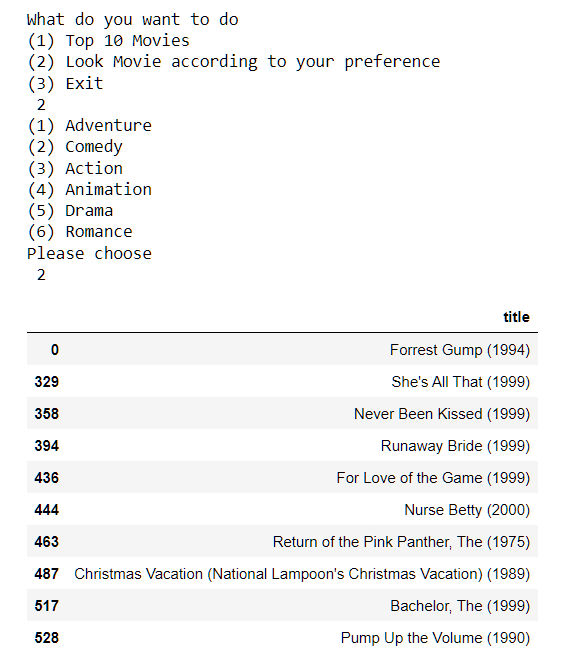 What do you want to do
(1) Top 10 Movies
(2) Look Movie according to your preference
(3) Exit
2
(1) Adventure
(2) Comedy
(3) Action
(4) Animation
(5) Drama
(6) Romance
Please choose
2
title
0 Forrest Gump (1994)
329 She's All That (1999)
358 Never Been Kissed (1999)
394 Runaway Bride (1999)
436 For Love of the Game (1999)
444 Nurse Betty (2000)
463 Return of the Pink Panther, The (1975)
487 Christmas Vacation (National Lampoon's Christmas Vacation) (1989)
517 Bachelor, The (1999)
528 Pump Up the Volume (1990)